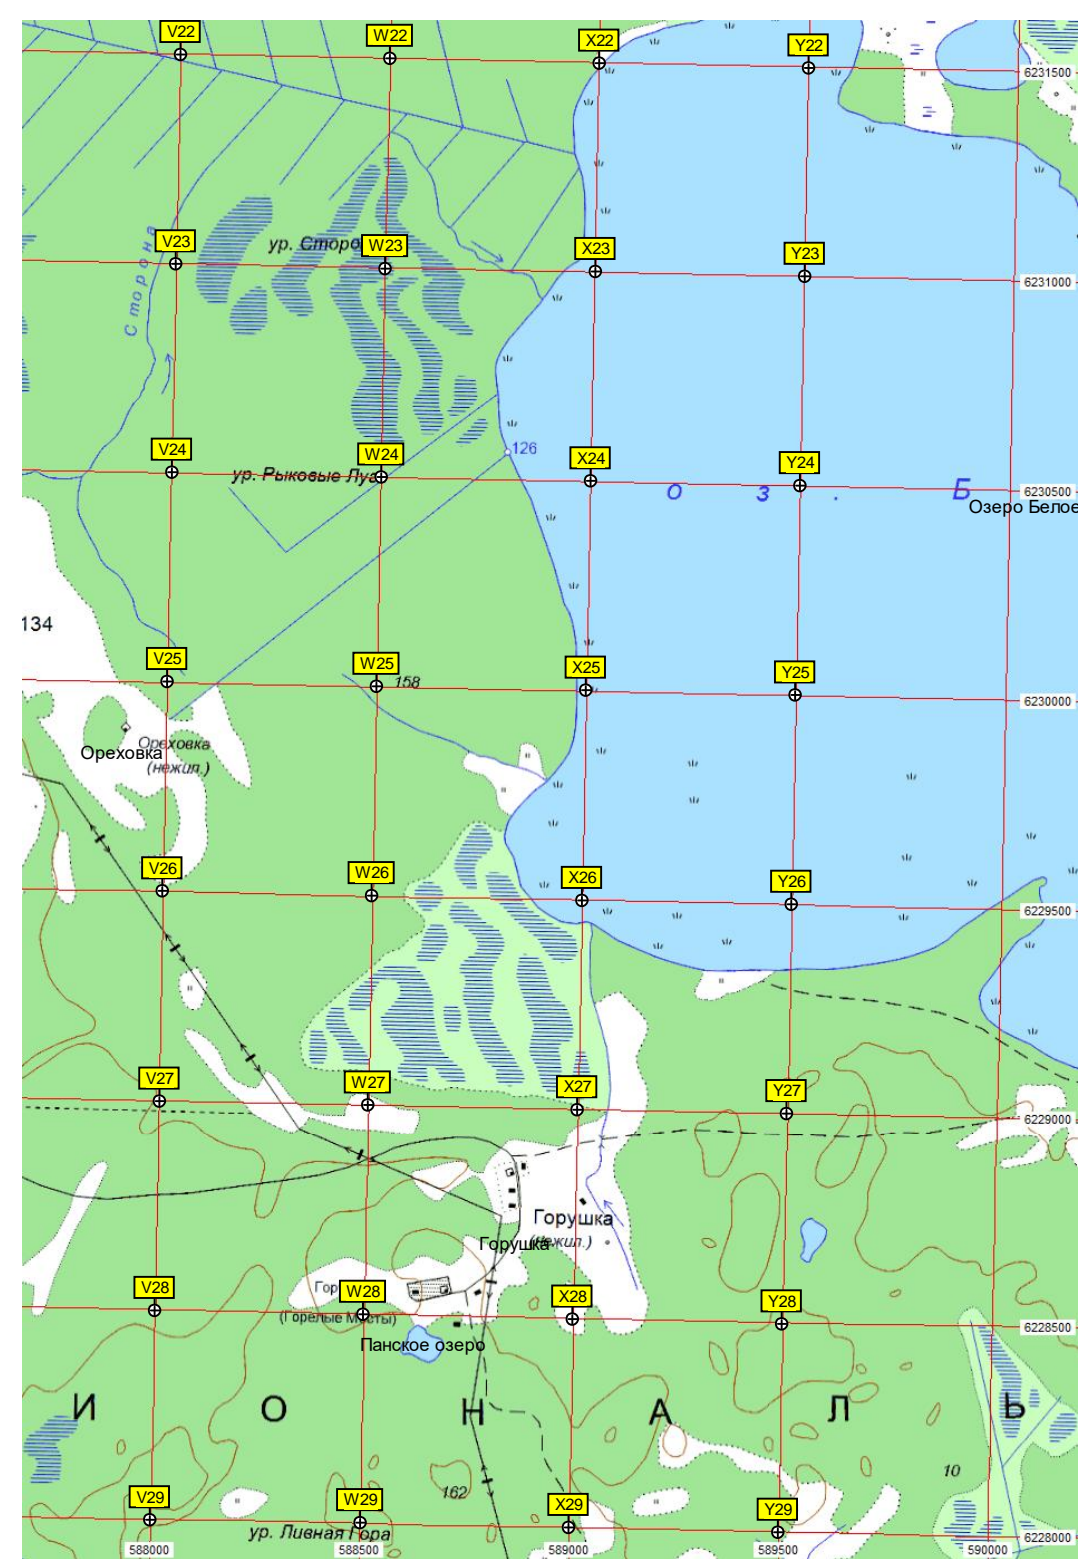 V22
W22
X22
Y22
6231500
Сторона
ур. Сторо
V23
W23
X23
Y23
6231000
126
V24
ур. Рыковые Луга
W24
X24
Y24
о з . Б
6230500
Озеро Белое
134
V25
W25
158
X25
Y25
6230000
Ореховка
Ореховка
(нежил.)
V26
W26
X26
Y26
6229500
V27
W27
X27
Y27
6229000
Горушка
(нежил.)
Горушка
V28
Гор
W28
X28
Y28
(Горелые Мосты)
6228500
Панское озеро
И О Н А Л Ь
10
162
V29
W29
X29
Y29
ур. Ливная Гора
6228000
588000
588500
589000
589500
590000